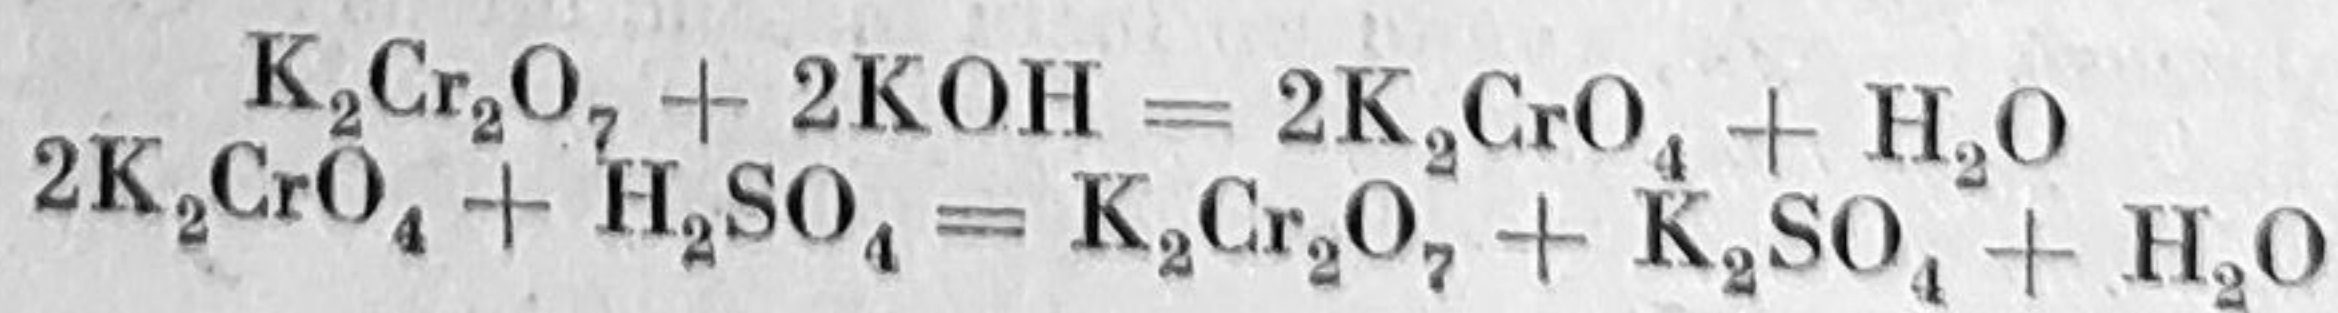 K₂Cr₂O₇ + 2KOH = 2K₂CrO₄ + H₂O
2K₂CrO₄ + H₂SO₄ = K₂Cr₂O₇ + K₂SO₄ + H₂O